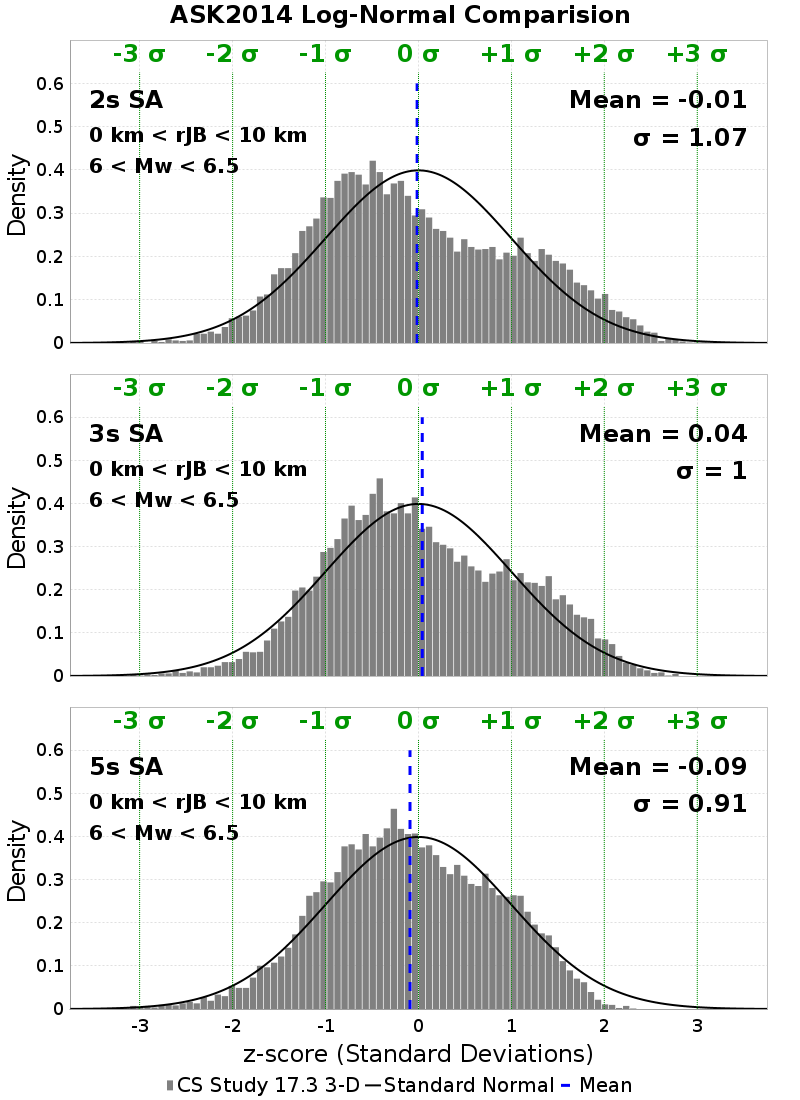 ASK2014 Log-Normal Comparision
-3 σ -2 σ -1 σ 0 σ +1 σ +2 σ +3 σ
0.6
2s SA Mean = -0.01
0.5
0 km < rJB < 10 km σ = 1.07
0.4
6 < Mw < 6.5
Density
0.3
0.2
0.1
0
-3 σ -2 σ -1 σ 0 σ +1 σ +2 σ +3 σ
0.6
3s SA Mean = 0.04
0.5
0 km < rJB < 10 km σ = 1
0.4
6 < Mw < 6.5
Density
0.3
0.2
0.1
0
-3 σ -2 σ -1 σ 0 σ +1 σ +2 σ +3 σ
0.6
5s SA Mean = -0.09
0.5
0 km < rJB < 10 km σ = 0.91
0.4
6 < Mw < 6.5
Density
0.3
0.2
0.1
0
-3 -2 -1 0 1 2 3
z-score (Standard Deviations)
CS Study 17.3 3-D Standard Normal Mean